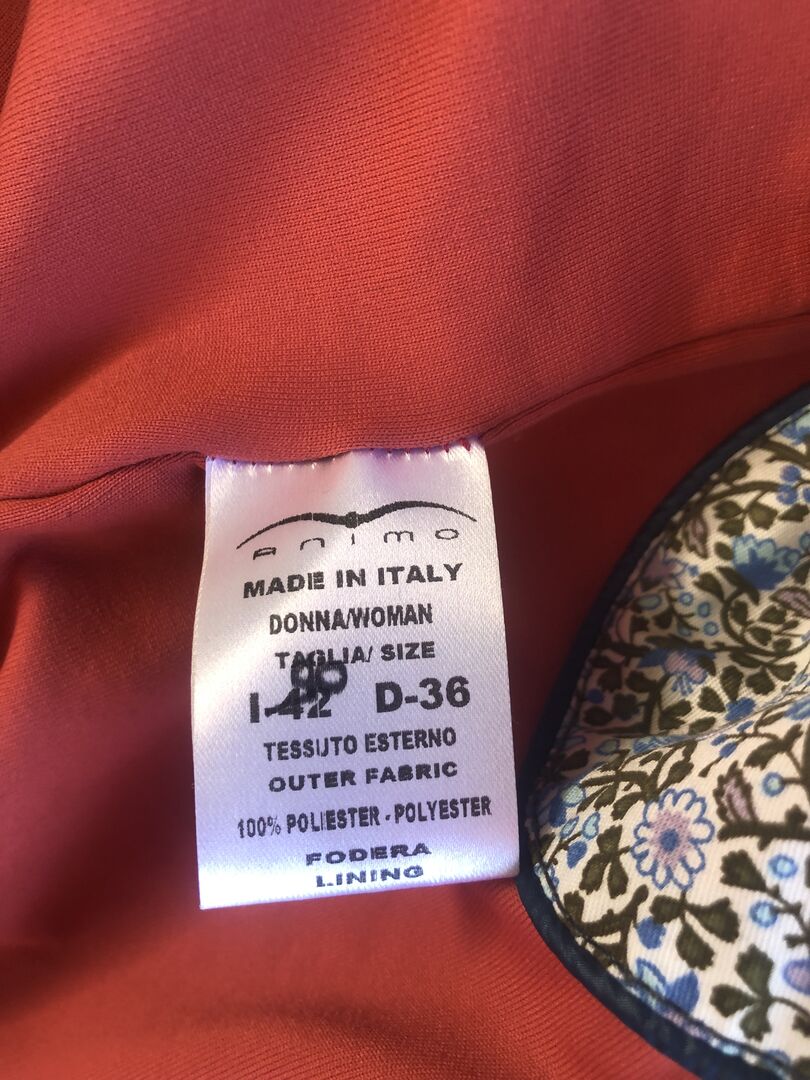 animo
MADE IN ITALY
DONNA/WOMAN
TAGLIA/ SIZE
I-42 D-36
TESSUTO ESTERNO
OUTER FABRIC
100% POLIESTER - POLYESTER
FODERA
LINING